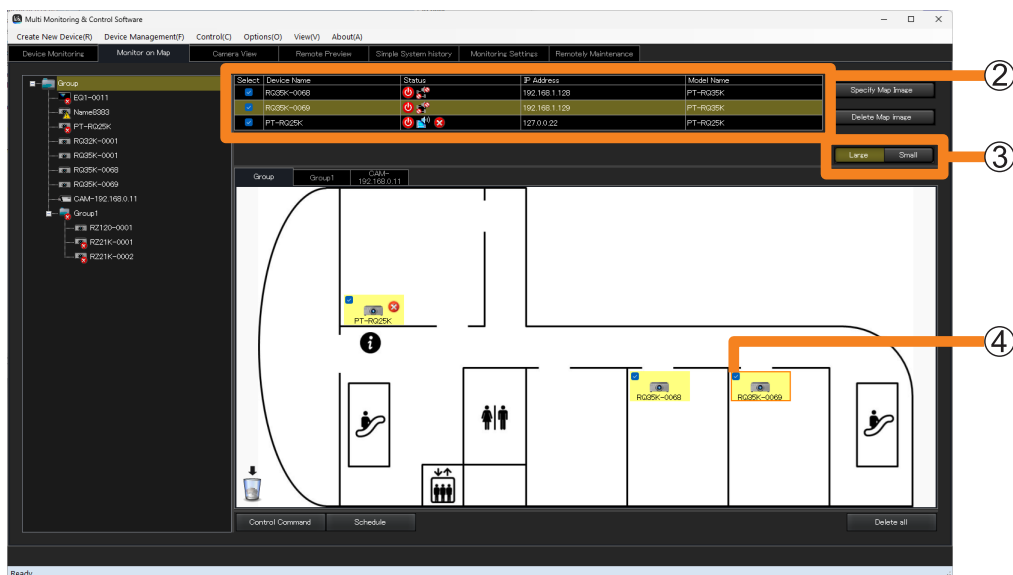 Multi Monitoring & Control Software
Create New Device(R) Device Management(F) Control(C) Options(O) View(V) About(A)
Device Monitoring Monitor on Map Camera View Remote Preview Simple System history Monitoring Settings Remotely Maintenance
Group
EQ1-0011
Name8383
PT-RQ25K
RQ32K-0001
RQ35K-0001
RQ35K-0068
RQ35K-0069
CAM-192.168.0.11
Group1
RZ120-0001
RZ21K-0001
RZ21K-0002
Select Device Name Status IP Address Model Name
RQ35K-0068 192.168.1.128 PT-RQ35K
RQ35K-0069 192.168.1.129 PT-RQ35K
PT-RQ25K 127.0.0.22 PT-RQ25K
②
Specify Map Image
Delete Map image
Large Small
③
Group Group1 CAM-
192.168.0.11
PT-RQ25K
④
RQ35K-0068 RQ35K-0069
Control Command Schedule Delete all
Ready